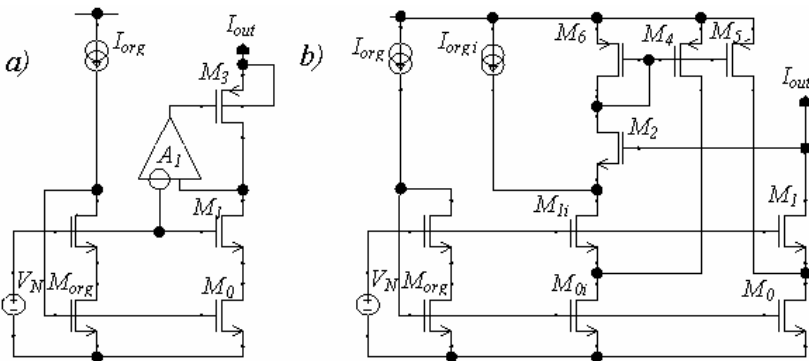 a)
I_org
I_out
M_3
A_1
M_1
V_N
M_org
M_0
b)
I_org
I_orgi
M_6
M_4
M_5
I_out
M_2
M_1i
M_1
V_N
M_org
M_0i
M_0